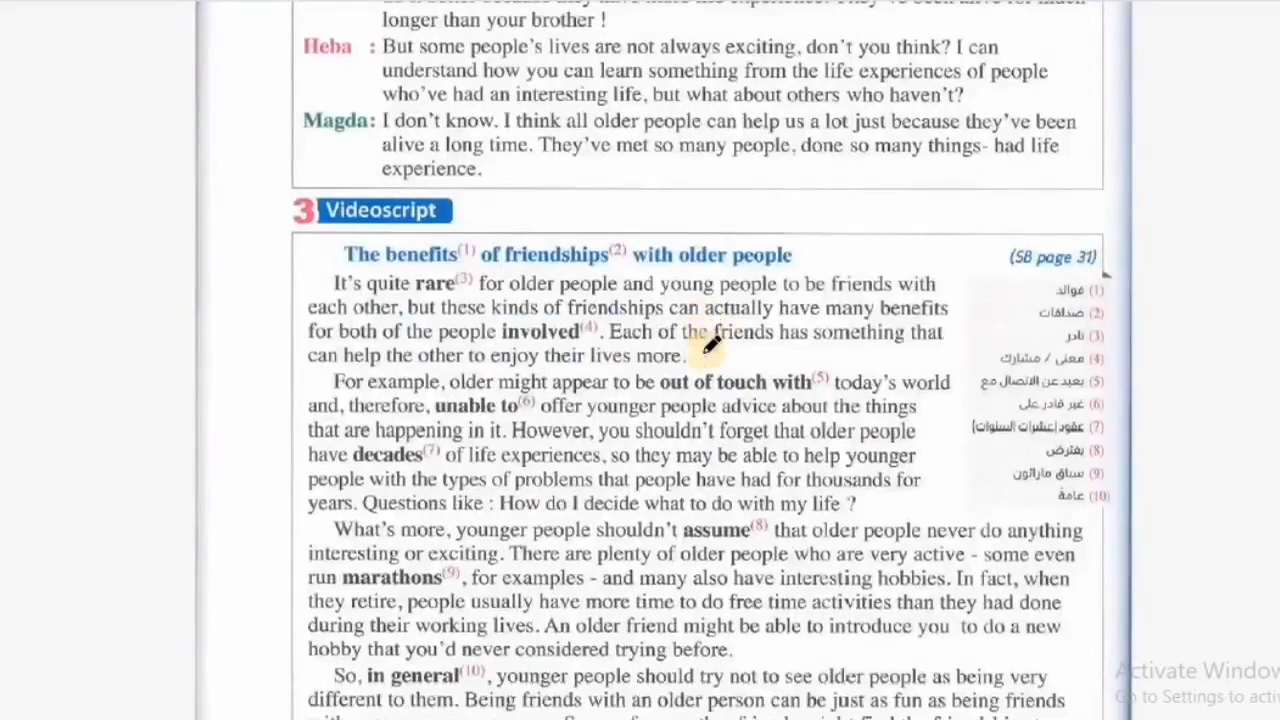 longer than your brother !
Heba : But some people's lives are not always exciting, don't you think? I can
understand how you can learn something from the life experiences of people
who've had an interesting life, but what about others who haven't?
Magda: I don't know. I think all older people can help us a lot just because they've been
alive a long time. They've met so many people, done so many things- had life
experience.
3 Videoscript
The benefits(1) of friendships(2) with older people (SB page 31)
It's quite rare(3) for older people and young people to be friends with
each other, but these kinds of friendships can actually have many benefits
for both of the people involved(4). Each of the friends has something that
can help the other to enjoy their lives more.
For example, older might appear to be out of touch with(5) today's world
and, therefore, unable to(6) offer younger people advice about the things
that are happening in it. However, you shouldn't forget that older people
have decades(7) of life experiences, so they may be able to help younger
people with the types of problems that people have had for thousands for
years. Questions like : How do I decide what to do with my life ?
(1) فوائد
(2) صداقات
(3) نادر
(4) معنى / مشارك
(5) بعيد عن الاتصال مع
(6) غير قادر على
(7) عقود (عشرات السنوات)
(8) يفترض
(9) سباق ماراثون
(10) عامة
What's more, younger people shouldn't assume(8) that older people never do anything
interesting or exciting. There are plenty of older people who are very active - some even
run marathons(9), for examples - and many also have interesting hobbies. In fact, when
they retire, people usually have more time to do free time activities than they had done
during their working lives. An older friend might be able to introduce you to do a new
hobby that you'd never considered trying before.
So, in general(10), younger people should try not to see older people as being very
different to them. Being friends with an older person can be just as fun as being friends
Activate Window
Go to Settings to acti